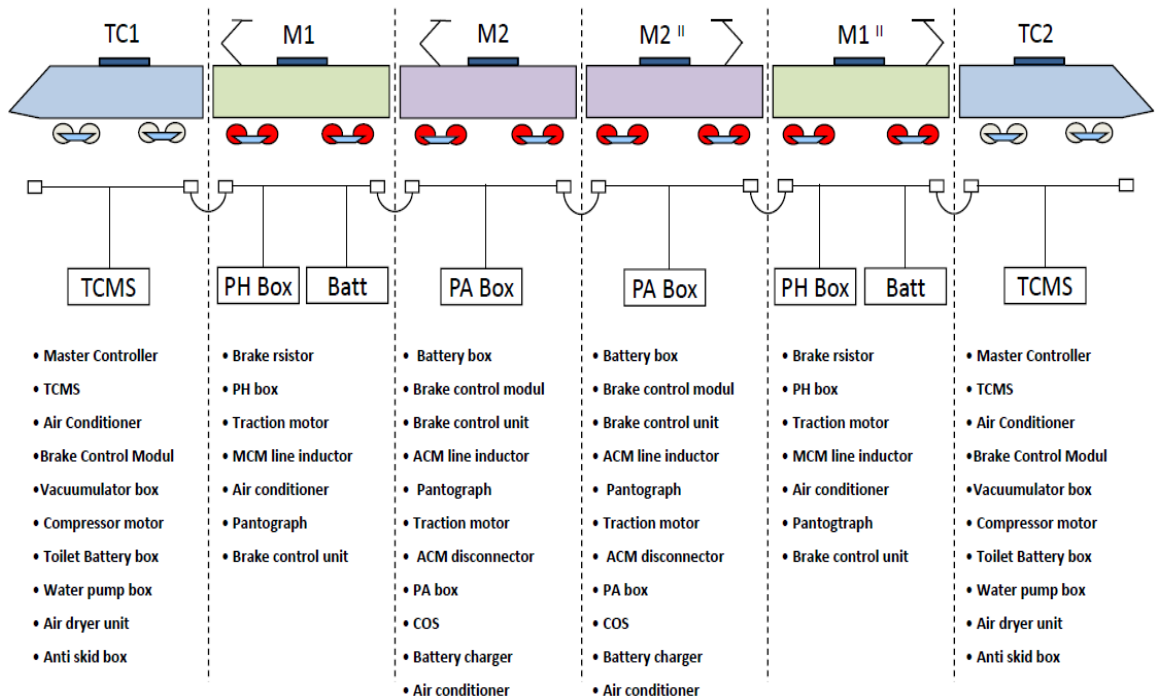 TC1
M1
M2
M2 II
M1 II
TC2
TCMS
PH Box
Batt
PA Box
PA Box
PH Box
Batt
TCMS
• Master Controller
• TCMS
• Air Conditioner
•Brake Control Modul
•Vacuumulator box
• Compressor motor
• Toilet Battery box
• Water pump box
• Air dryer unit
• Anti skid box
• Brake rsistor
• PH box
• Traction motor
• MCM line inductor
• Air conditioner
• Pantograph
• Brake control unit
• Battery box
• Brake control modul
• Brake control unit
• ACM line inductor
• Pantograph
• Traction motor
• ACM disconnector
• PA box
• COS
• Battery charger
• Air conditioner
• Battery box
• Brake control modul
• Brake control unit
• ACM line inductor
• Pantograph
• Traction motor
• ACM disconnector
• PA box
• COS
• Battery charger
• Air conditioner
• Brake rsistor
• PH box
• Traction motor
• MCM line inductor
• Air conditioner
• Pantogtraph
• Brake control unit
• Master Controller
• TCMS
• Air Conditioner
•Brake Control Modul
•Vacuumulator box
• Compressor motor
• Toilet Battery box
• Water pump box
• Air dryer unit
• Anti skid box